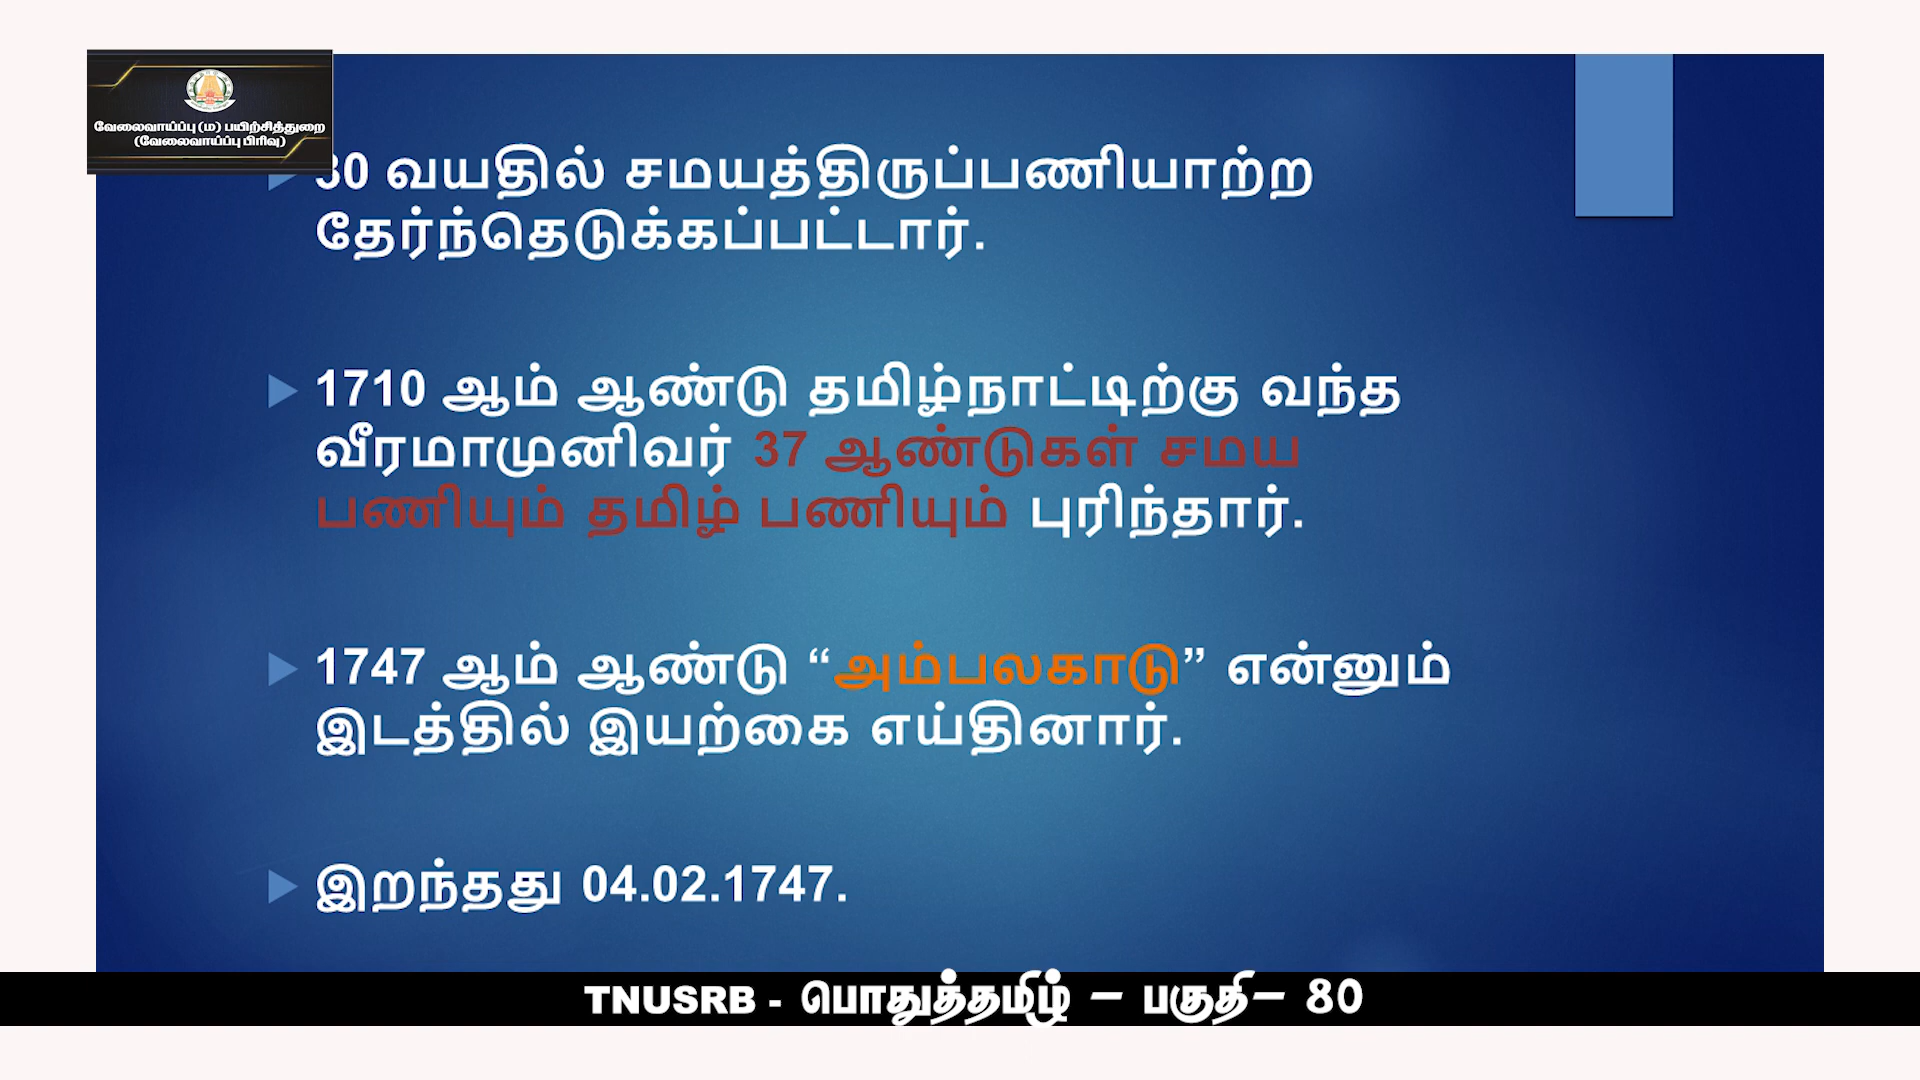 வேலைவாய்ப்பு (ம) பயிற்சித்துறை
(வேலைவாய்ப்பு பிரிவு)
30 வயதில் சமயத்திருப்பணியாற்ற
தேர்ந்தெடுக்கப்பட்டார்.
1710 ஆம் ஆண்டு தமிழ்நாட்டிற்கு வந்த
வீரமாமுனிவர் 37 ஆண்டுகள் சமய
பணியும் தமிழ் பணியும் புரிந்தார்.
1747 ஆம் ஆண்டு “அம்பலகாடு” என்னும்
இடத்தில் இயற்கை எய்தினார்.
இறந்தது 04.02.1747.
TNUSRB - பொதுத்தமிழ் – பகுதி– 80